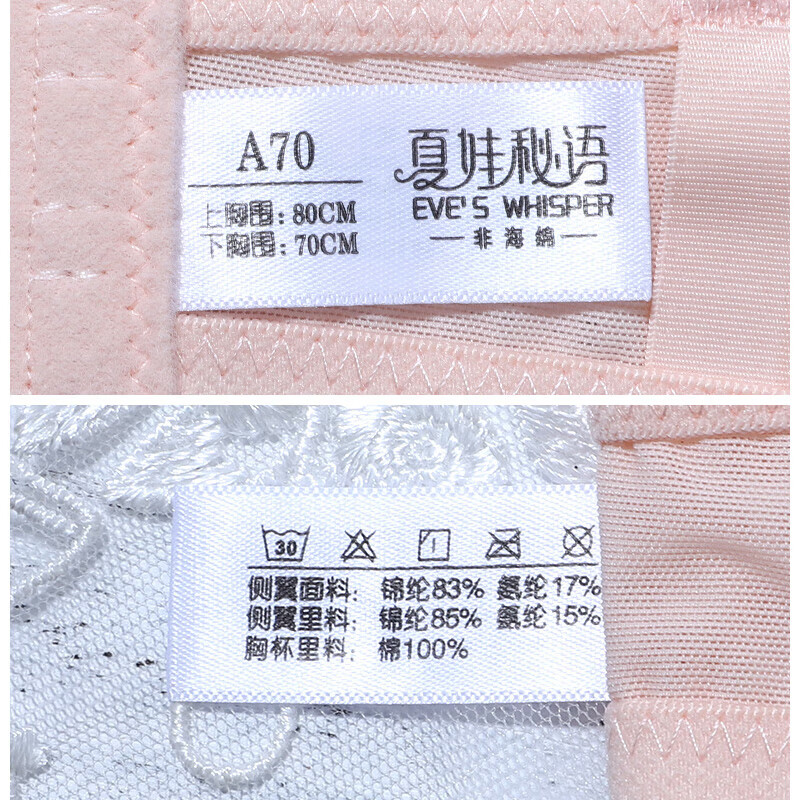 A70
上胸围：80CM
下胸围：70CM
夏娃秘语
EVE'S WHISPER
非海绵
30
侧翼面料：锦纶83% 氨纶17%
侧翼里料：锦纶85% 氨纶15%
胸杯里料：棉100%